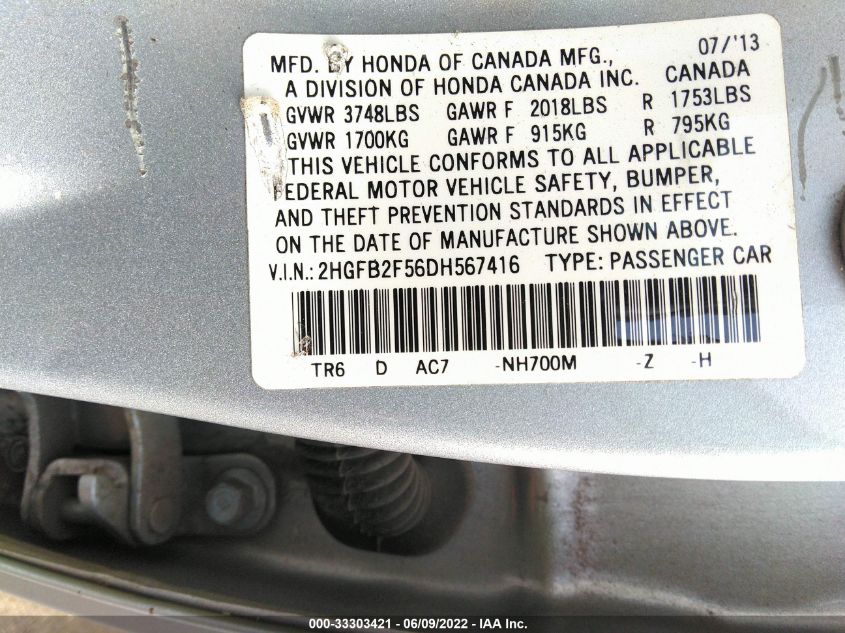 07/'13
MFD. BY HONDA OF CANADA MFG.,
A DIVISION OF HONDA CANADA INC. CANADA
GVWR 3748LBS GAWR F 2018LBS R 1753LBS
GVWR 1700KG GAWR F 915KG R 795KG
THIS VEHICLE CONFORMS TO ALL APPLICABLE
FEDERAL MOTOR VEHICLE SAFETY, BUMPER,
AND THEFT PREVENTION STANDARDS IN EFFECT
ON THE DATE OF MANUFACTURE SHOWN ABOVE.
V.I.N.: 2HGFB2F56DH567416 TYPE: PASSENGER CAR
TR6 D AC7 -NH700M -Z -H
000-33303421 - 06/09/2022 - IAA Inc.